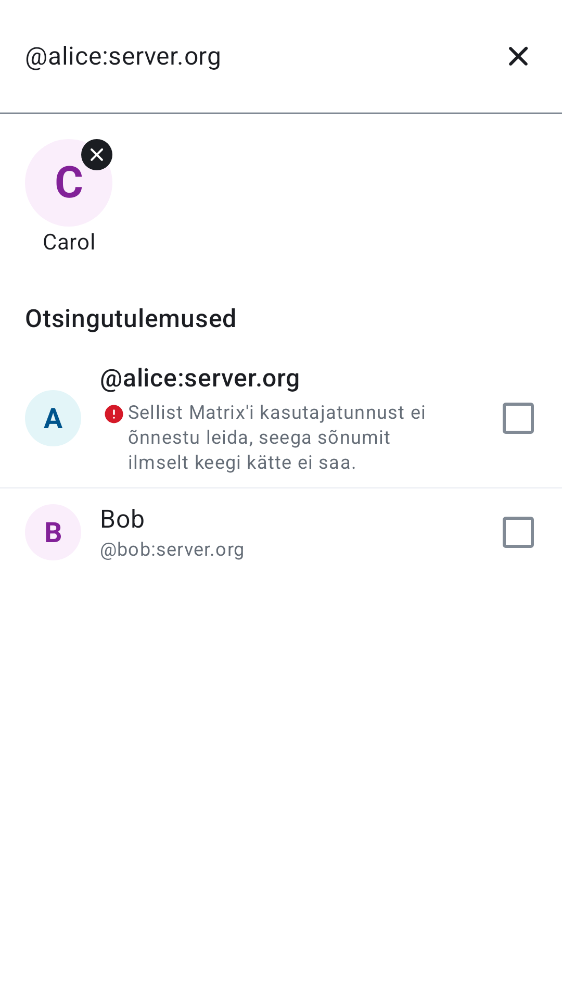 @alice:server.org
C
Carol
Otsingutulemused
@alice:server.org
A
Sellist Matrix'i kasutajatunnust ei
õnnestu leida, seega sõnumit
ilmselt keegi kätte ei saa.
B
Bob
@bob:server.org